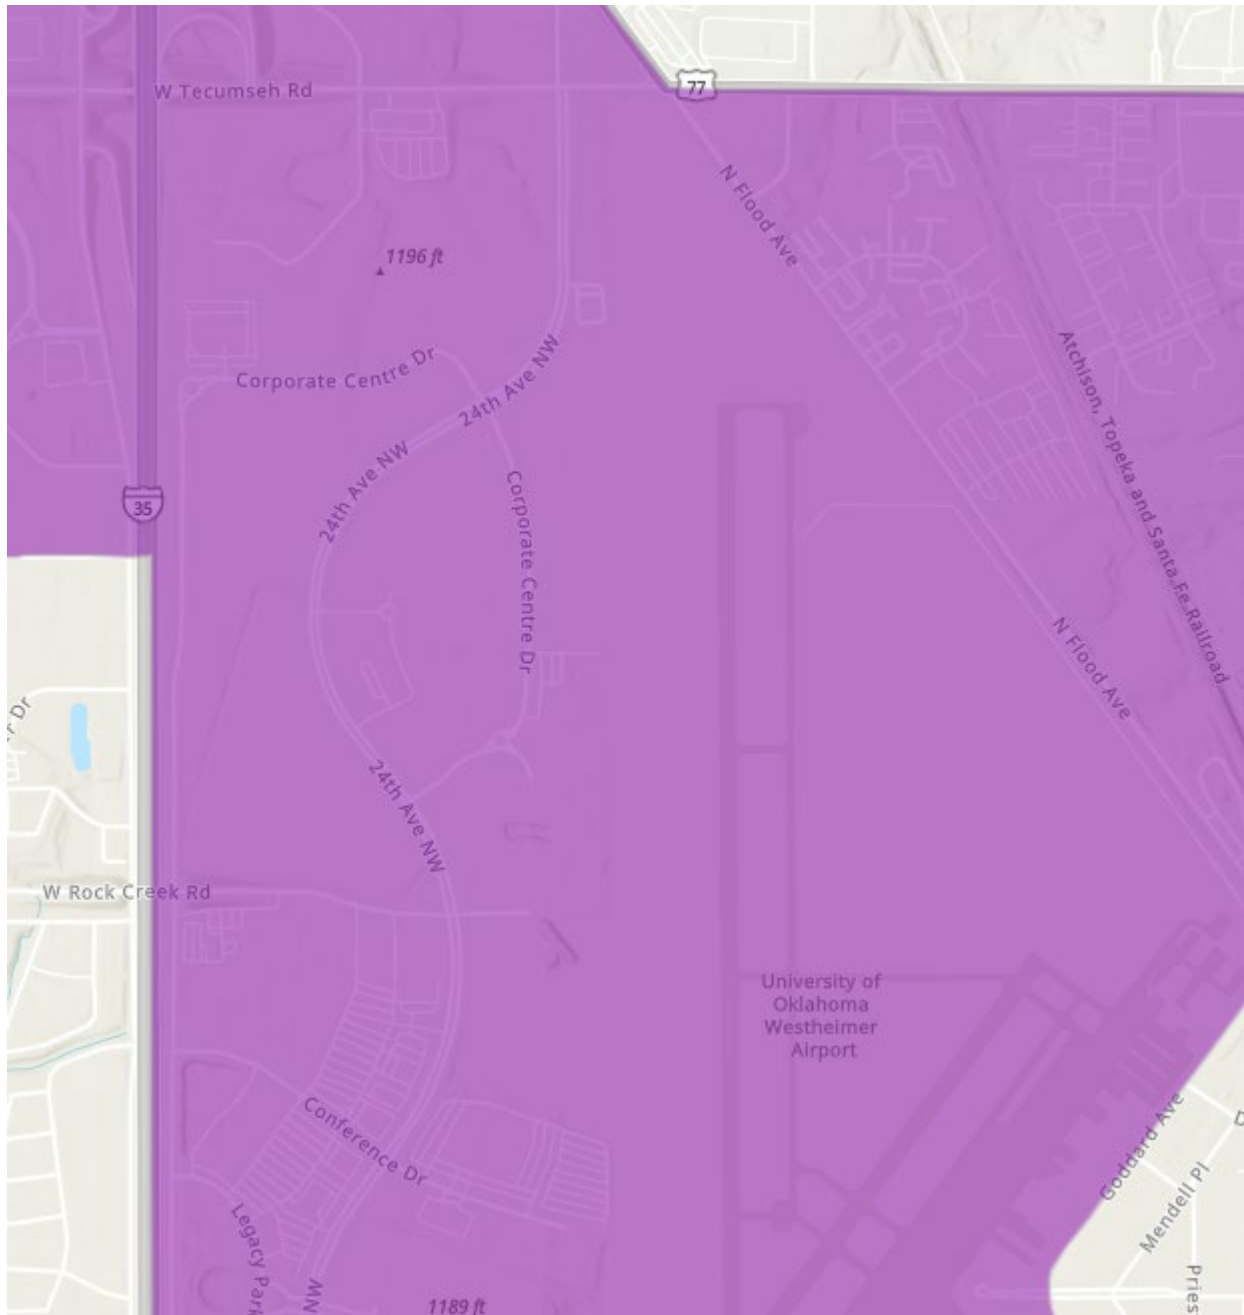 77
W Tecumseh Rd
N Flood Ave
1196 ft
Corporate Centre Dr
24th Ave NW
24th Ave NW
Atchison, Topeka and Santa Fe Railroad
35
Corporate Centre Dr
N Flood Ave
r Dr
24th Ave NW
W Rock Creek Rd
University of
Oklahoma
Westheimer
Airport
Conference Dr
Goddard Ave
D
Mendell Pl
Legacy Park
NW
Pries
1189 ft